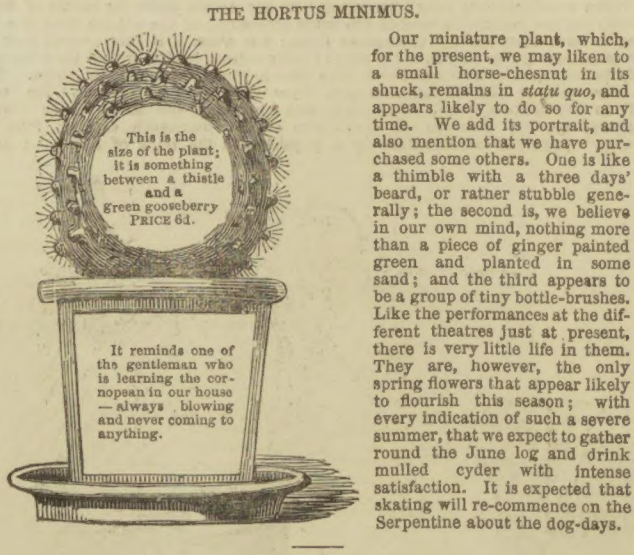 THE HORTUS MINIMUS.
This is the
size of the plant;
it is something
between a thistle
and a
green gooseberry
PRICE 6d.
It reminds one of
the gentleman who
is learning the cor-
nopean in our house
— always blowing
and never coming to
anything.
Our miniature plant, which,
for the present, we may liken to
a small horse-chesnut in its
shuck, remains in statu quo, and
appears likely to do so for any
time. We add its portrait, and
also mention that we have pur-
chased some others. One is like
a thimble with a three days'
beard, or rather stubble gene-
rally; the second is, we believe
in our own mind, nothing more
than a piece of ginger painted
green and planted in some
sand; and the third appears to
be a group of tiny bottle-brushes.
Like the performances at the dif-
ferent theatres just at present,
there is very little life in them.
They are, however, the only
spring flowers that appear likely
to flourish this season; with
every indication of such a severe
summer, that we expect to gather
round the June log and drink
mulled cyder with intense
satisfaction. It is expected that
skating will re-commence on the
Serpentine about the dog-days.